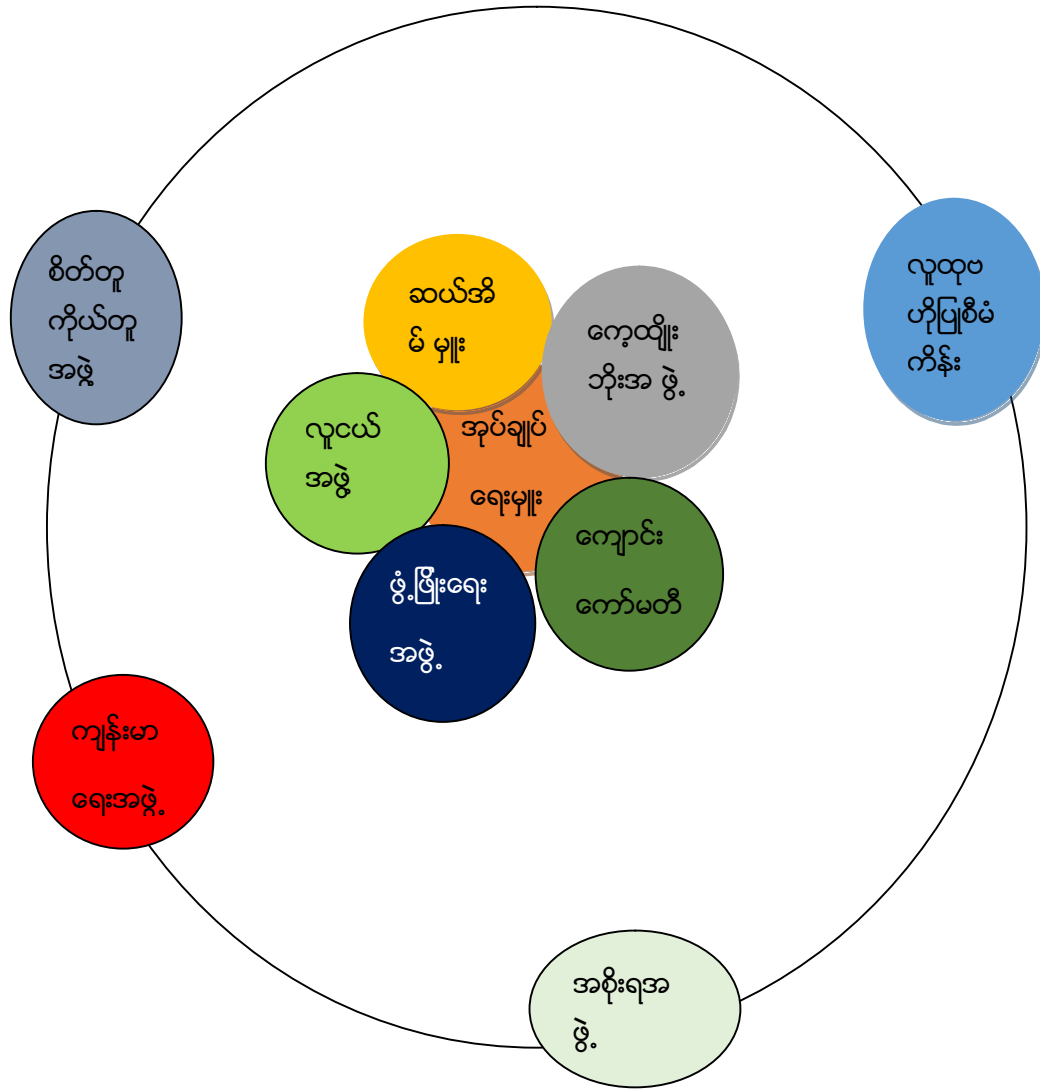 စိတ်တူ
ကိုယ်တူ
အဖွဲ့
ဆယ်အိ
မ် မှူး
ကေ့ထျိုး
ဘိုးအ ဖွဲ့
လူထုဗ
ဟိုပြုစီမံ
ကိန်း
လူငယ်
အဖွဲ့
အုပ်ချုပ်
ရေးမှူး
ဖွံ့ဖြိုးရေး
အဖွဲ့
ကျောင်း
ကော်မတီ
ကျန်းမာ
ရေးအဖွဲ့
အစိုးရအ
ဖွဲ့